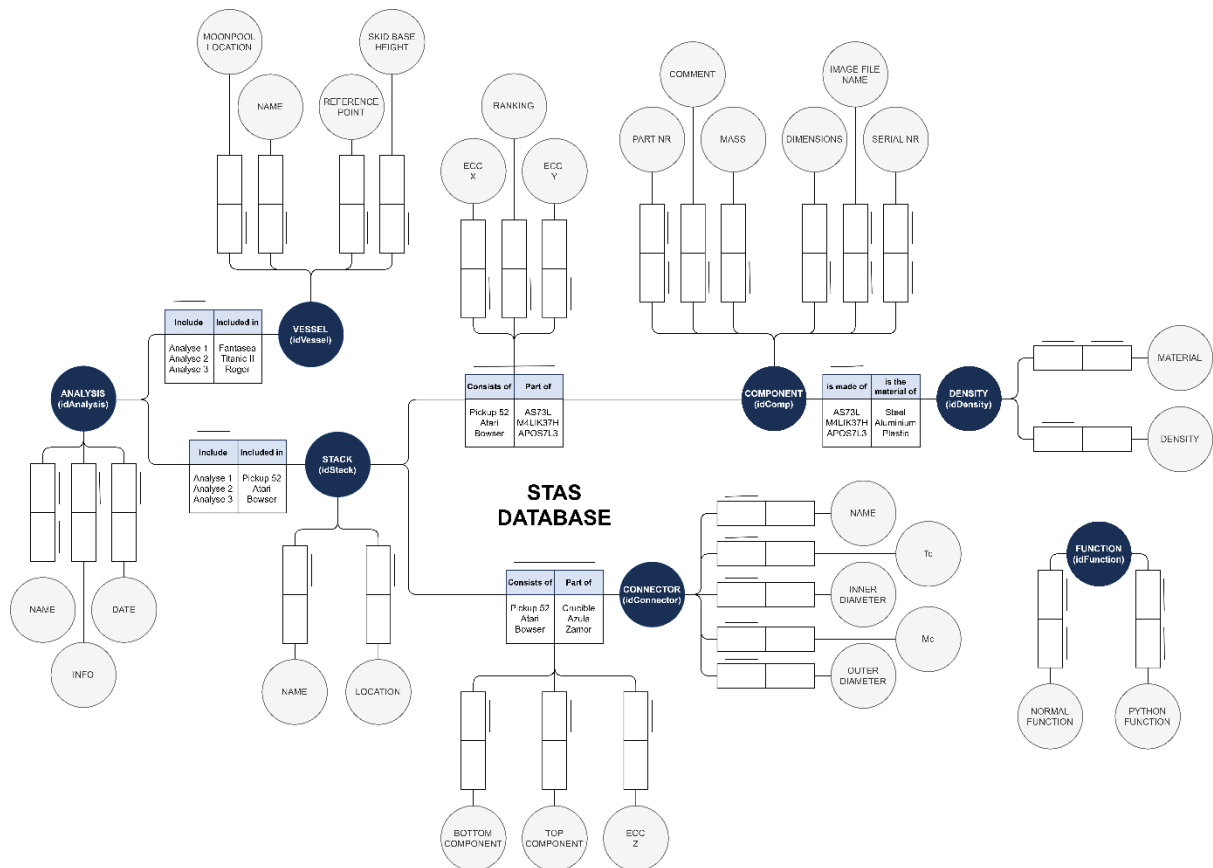 MOONPOOL
LOCATION
SKID BASE
HEIGHT
NAME
REFERENCE
POINT
RANKING
ECC
X
ECC
Y
COMMENT
IMAGE FILE
NAME
PART NR
MASS
DIMENSIONS
SERIAL NR
VESSEL
(idVessel)
Include
Included in
Analyse 1
Analyse 2
Analyse 3
Fantasea
Titanic II
Roger
ANALYSIS
(idAnalysis)
Consists of
Part of
Pickup 52
Atari
Bowser
AS73L
M4LIK37H
APOS7L3
COMPONENT
(idComp)
is made of
is the
material of
AS73L
M4LIK37H
APOS7L3
Steel
Aluminium
Plastic
DENSITY
(idDensity)
MATERIAL
DENSITY
Include
Included in
Analyse 1
Analyse 2
Analyse 3
Pickup 52
Atari
Bowser
STACK
(idStack)
STAS
DATABASE
NAME
DATE
INFO
NAME
LOCATION
Consists of
Part of
Pickup 52
Atari
Bowser
Crucible
Azula
Zamor
CONNECTOR
(idConnector)
NAME
Tc
INNER
DIAMETER
Mc
OUTER
DIAMETER
FUNCTION
(idFunction)
NORMAL
FUNCTION
PYTHON
FUNCTION
BOTTOM
COMPONENT
TOP
COMPONENT
ECC
Z